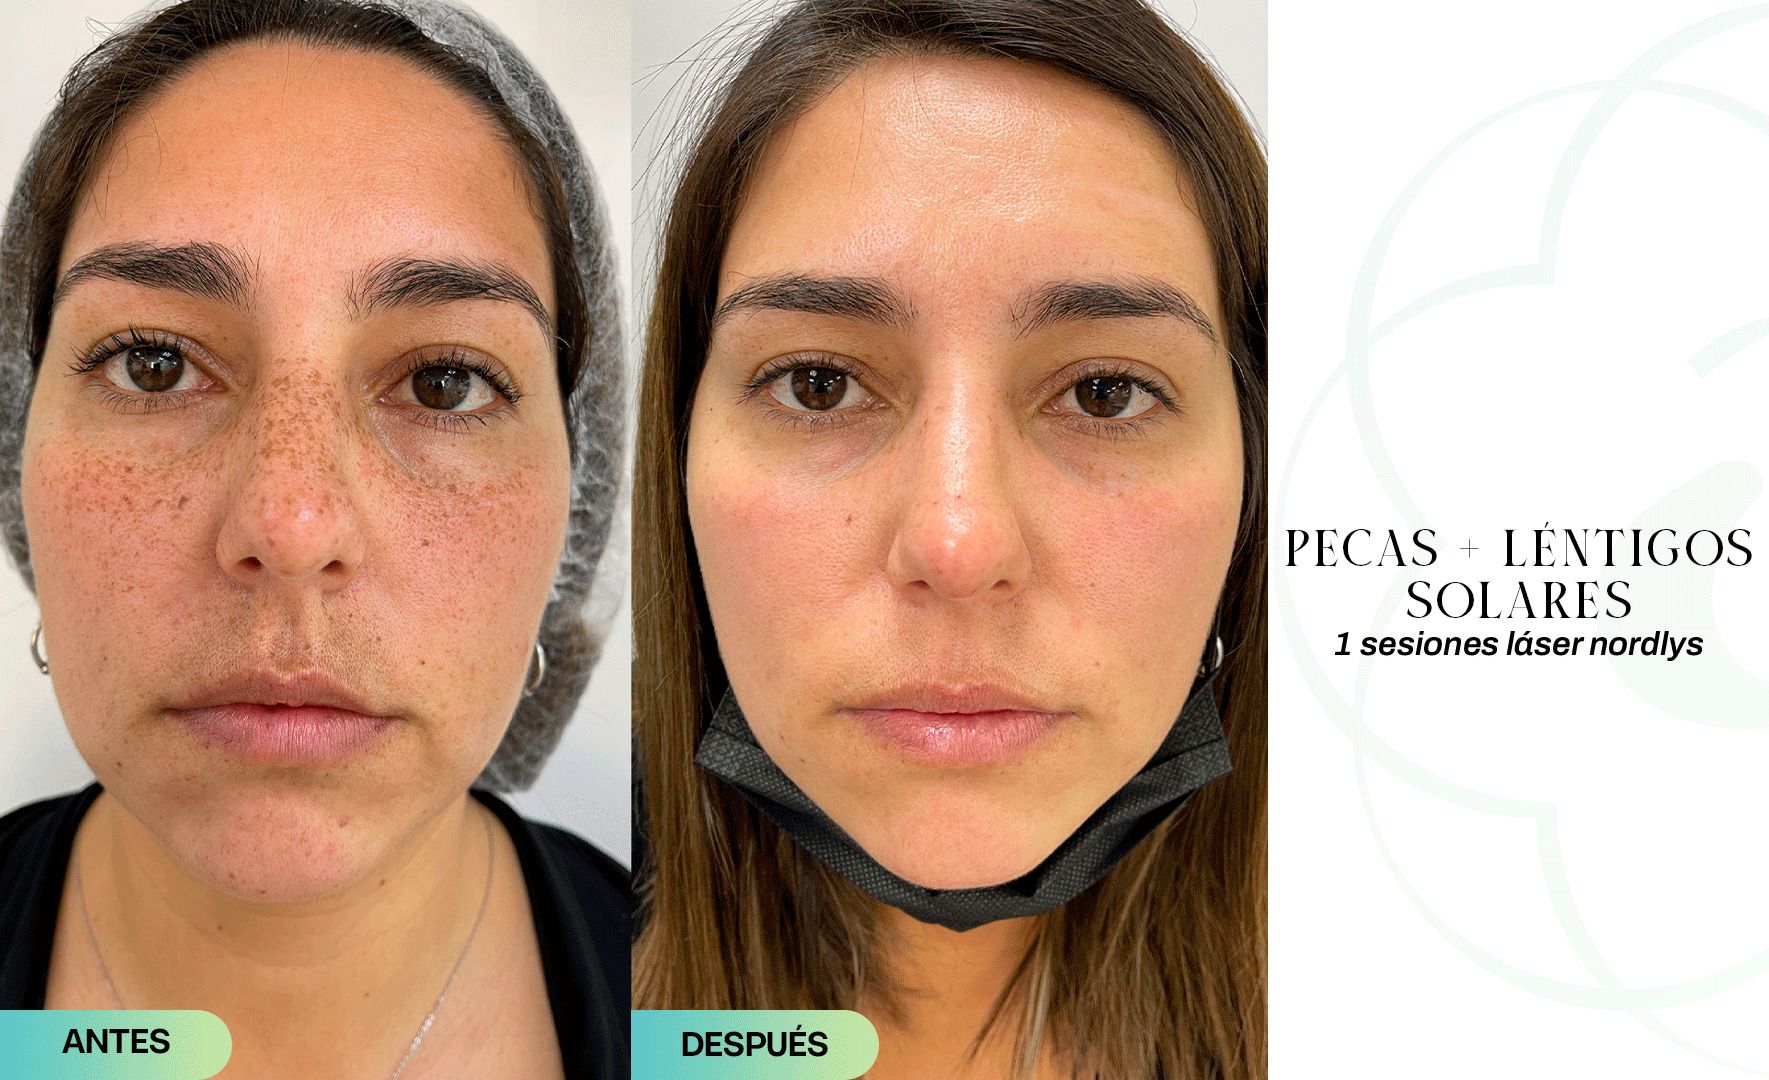 PECAS + LÉNTIGOS
SOLARES
1 sesiones láser nordlys
ANTES
DESPUÉS